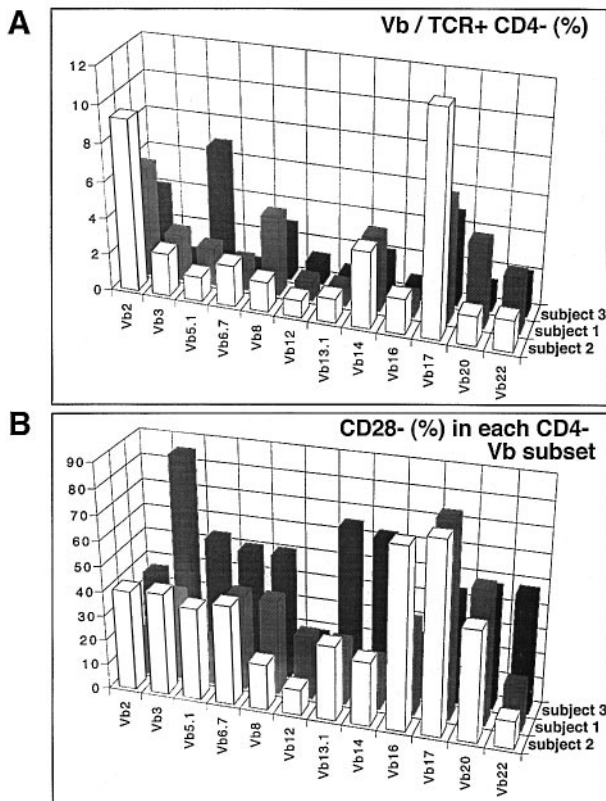 A
Vb / TCR+ CD4- (%)
12
10
8
6
4
2
0
Vb2
Vb3
Vb5.1
Vb6.7
Vb8
Vb12
Vb13.1
Vb14
Vb16
Vb17
Vb20
Vb22
subject 3
subject 1
subject 2
B
CD28- (%) in each CD4-
Vb subset
90
80
70
60
50
40
30
20
10
0
Vb2
Vb3
Vb5.1
Vb6.7
Vb8
Vb12
Vb13.1
Vb14
Vb16
Vb17
Vb20
Vb22
subject 3
subject 1
subject 2